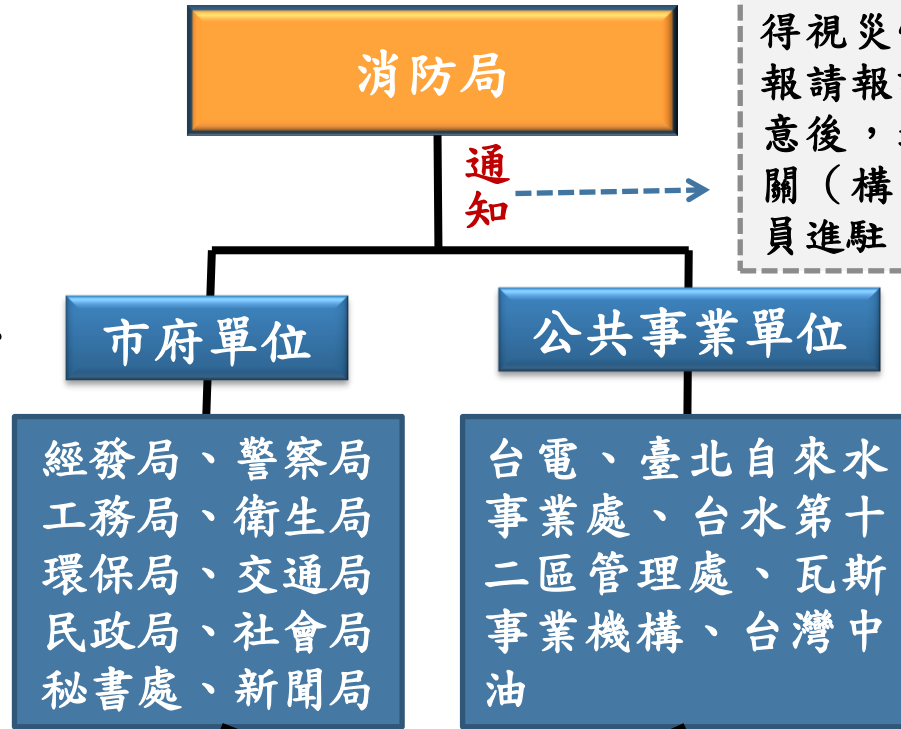 消防局
得視災
報請報
意後，
關（構
員進駐
通
知
市府單位
公共事業單位
經發局、警察局
工務局、衛生局
環保局、交通局
民政局、社會局
秘書處、新聞局
台電、臺北自來水
事業處、台水第十
二區管理處、瓦斯
事業機構、台灣中
油